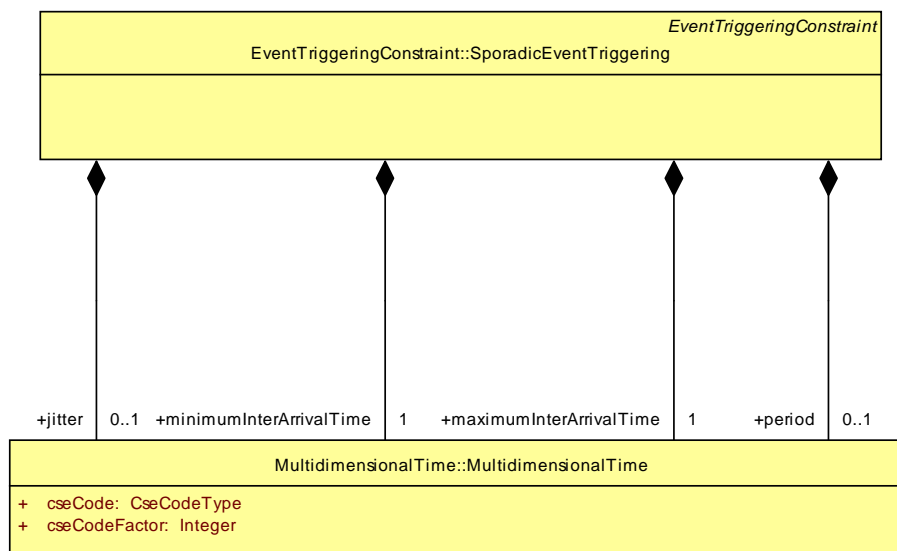 EventTriggeringConstraint
EventTriggeringConstraint::SporadicEventTriggering
+jitter 0..1 +minimumInterArrivalTime 1 +maximumInterArrivalTime 1 +period 0..1
MultidimensionalTime::MultidimensionalTime
+ cseCode: CseCodeType
+ cseCodeFactor: Integer